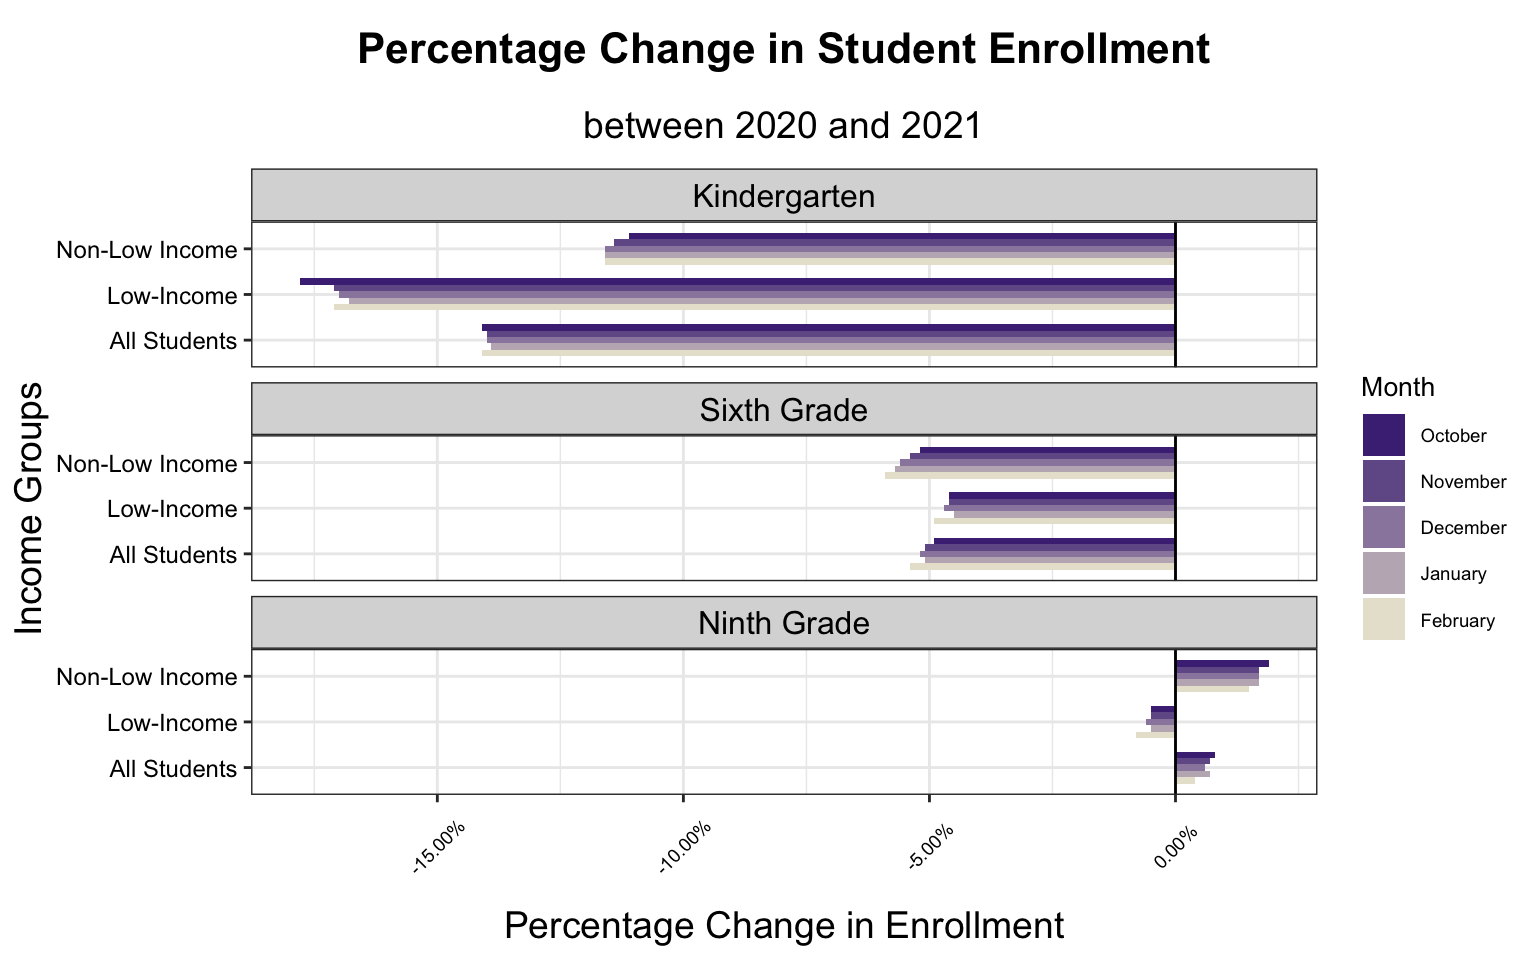 Percentage Change in Student Enrollment
between 2020 and 2021
Kindergarten
Non-Low Income
Low-Income
All Students
Sixth Grade
Non-Low Income
Low-Income
All Students
Ninth Grade
Non-Low Income
Low-Income
All Students
-15.00%
-10.00%
-5.00%
0.00%
Percentage Change in Enrollment
Income Groups
Month
October
November
December
January
February